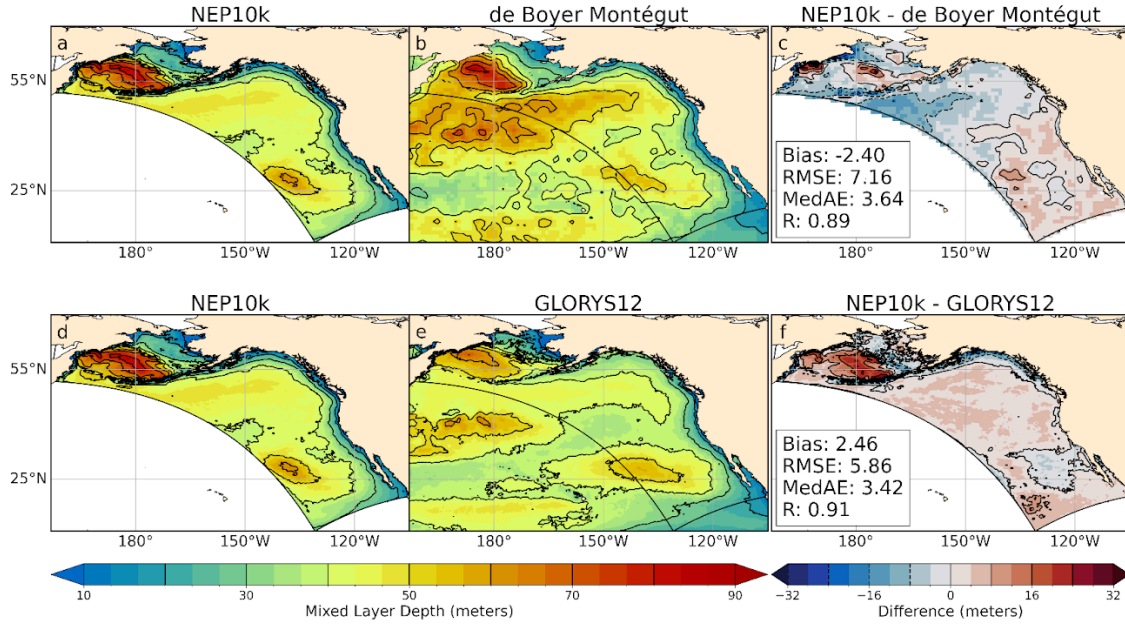 NEP10k
de Boyer Montégut
NEP10k - de Boyer Montégut
a
b
c
55°N
25°N
Bias: -2.40
RMSE: 7.16
MedAE: 3.64
R: 0.89
180°
150°W
120°W
180°
150°W
120°W
180°
150°W
120°W
NEP10k
GLORYS12
NEP10k - GLORYS12
d
e
f
55°N
25°N
Bias: 2.46
RMSE: 5.86
MedAE: 3.42
R: 0.91
180°
150°W
120°W
180°
150°W
120°W
180°
150°W
120°W
10
30
50
70
90
−32
−16
0
16
32
Mixed Layer Depth (meters)
Difference (meters)